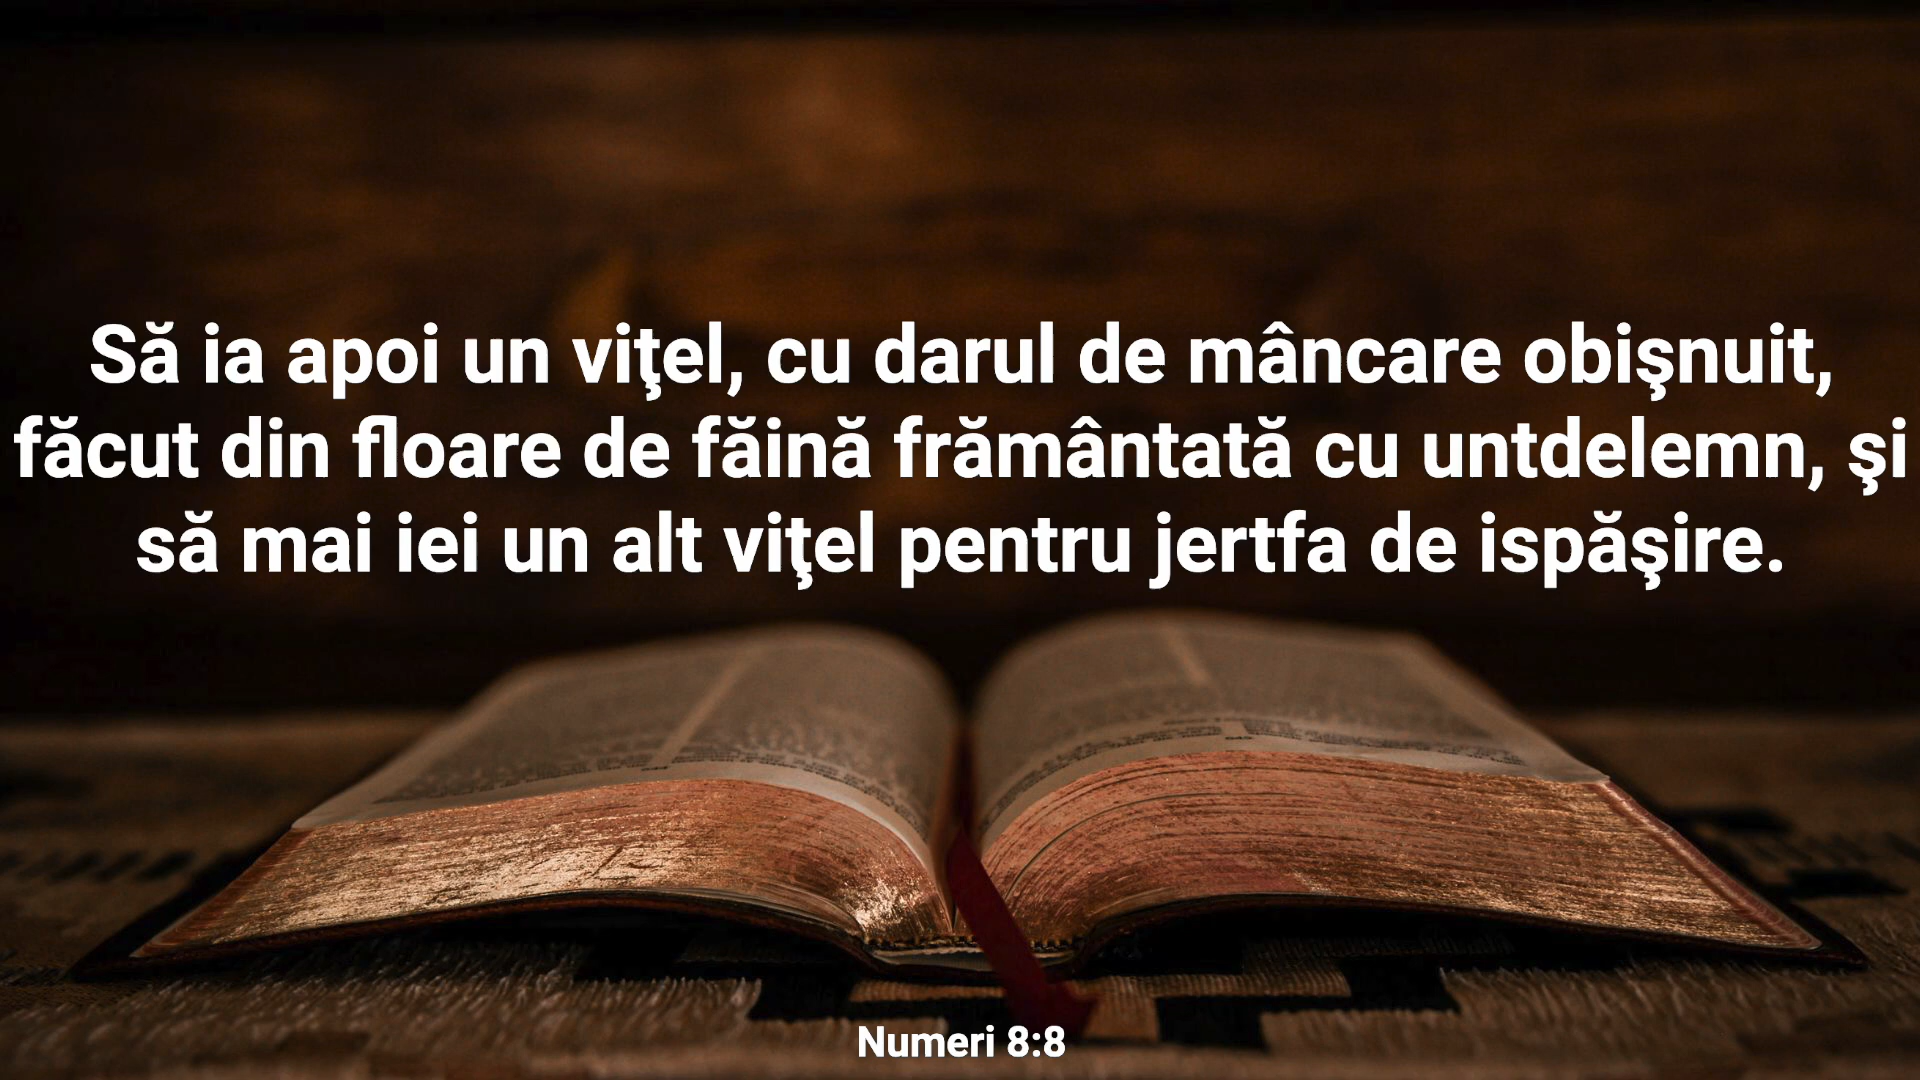 Să ia apoi un viţel, cu darul de mâncare obişnuit,
făcut din floare de făină frământată cu untdelemn, şi
să mai iei un alt viţel pentru jertfa de ispăşire.
Numeri 8:8